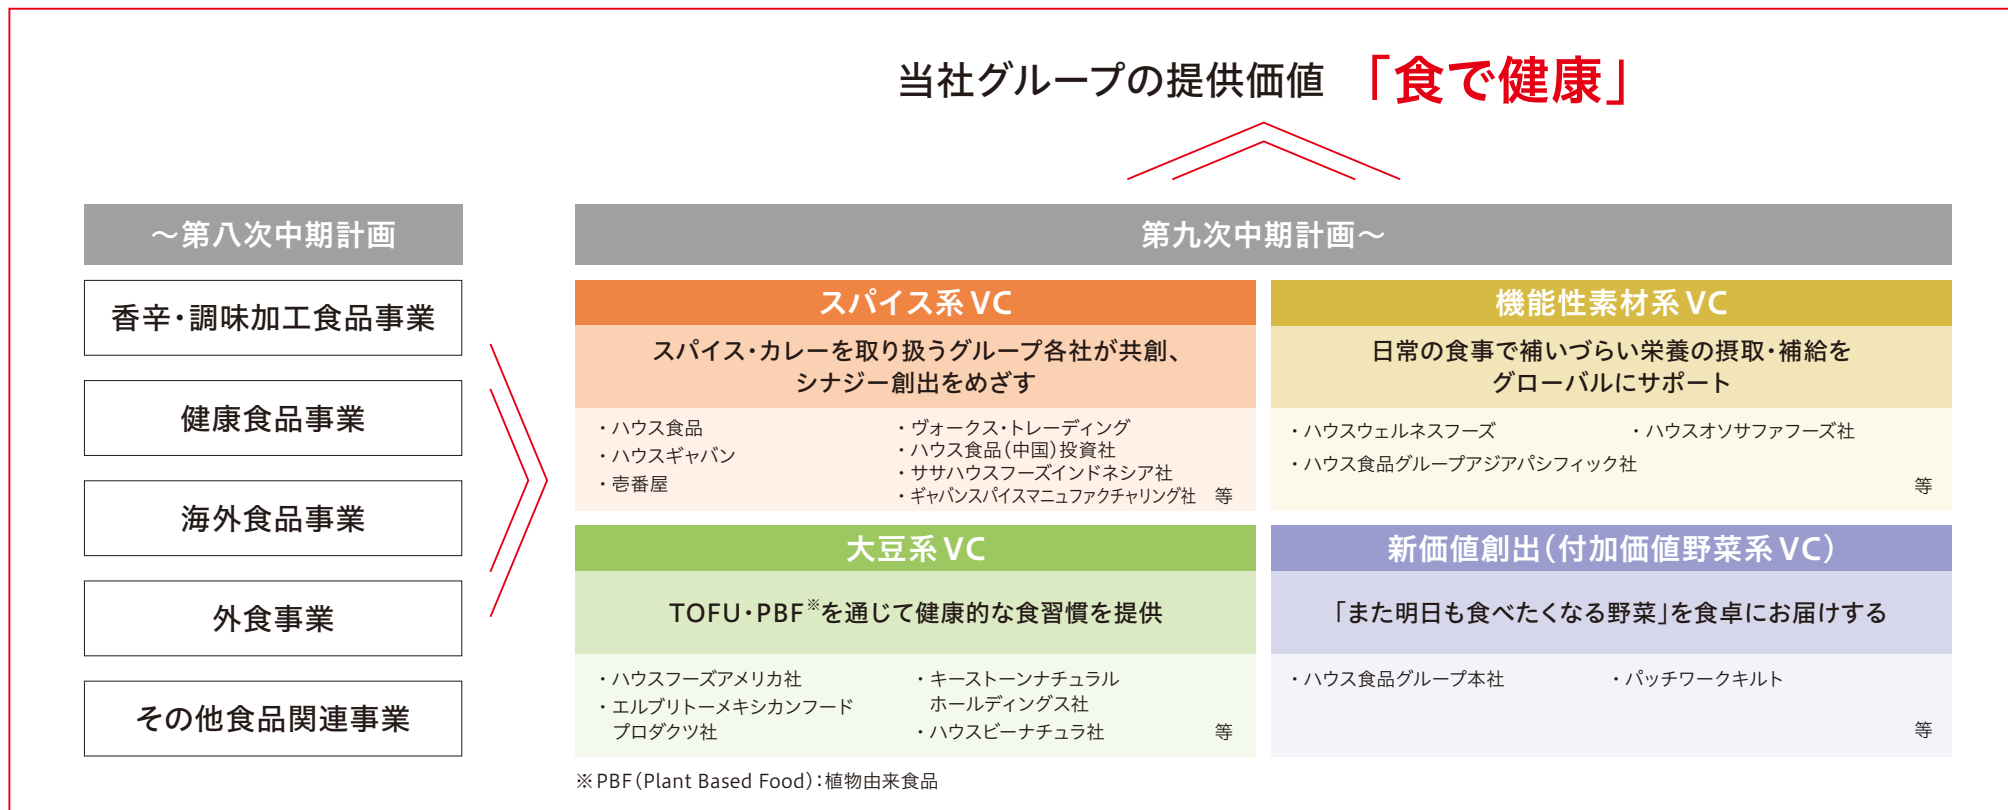 当社グループの提供価値 「食で健康」
～第八次中期計画
香辛・調味加工食品事業
健康食品事業
海外食品事業
外食事業
その他食品関連事業
第九次中期計画～
スパイス系VC
スパイス・カレーを取り扱うグループ各社が共創、
シナジー創出をめざす
・ハウス食品
・ハウスギャバン
・壱番屋
・ヴォークス・トレーディング
・ハウス食品(中国)投資社
・ササハウスフーズインドネシア社
・ギャバンスパイスマニュファクチャリング社 等
機能性素材系VC
日常の食事で補いづらい栄養の摂取・補給を
グローバルにサポート
・ハウスウェルネスフーズ ・ハウスオソサファフーズ社
・ハウス食品グループアジアパシフィック社
等
大豆系VC
TOFU・PBF※を通じて健康的な食習慣を提供
・ハウスフーズアメリカ社
・エルブリトーメキシカンフード
プロダクツ社
・キーストーンナチュラル
ホールディングス社
・ハウスビーナチュラ社 等
新価値創出(付加価値野菜系VC)
「また明日も食べたくなる野菜」を食卓にお届けする
・ハウス食品グループ本社 ・パッチワークキルト
等
※PBF(Plant Based Food):植物由来食品